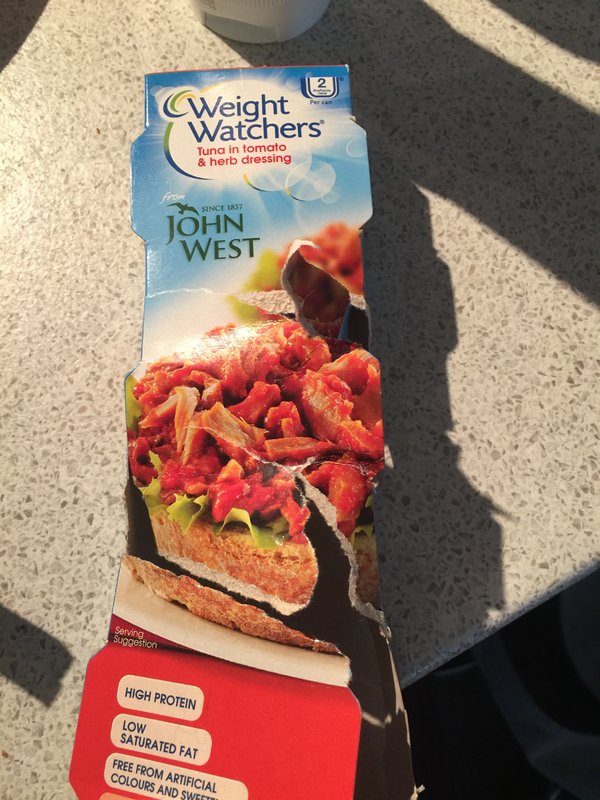 Weight
Watchers®
Tuna in tomato
& herb dressing
2
Per can
from
SINCE 1857
JOHN
WEST
Serving
Suggestion
HIGH PROTEIN
LOW
SATURATED FAT
FREE FROM ARTIFICIAL
COLOURS AND SWEETE